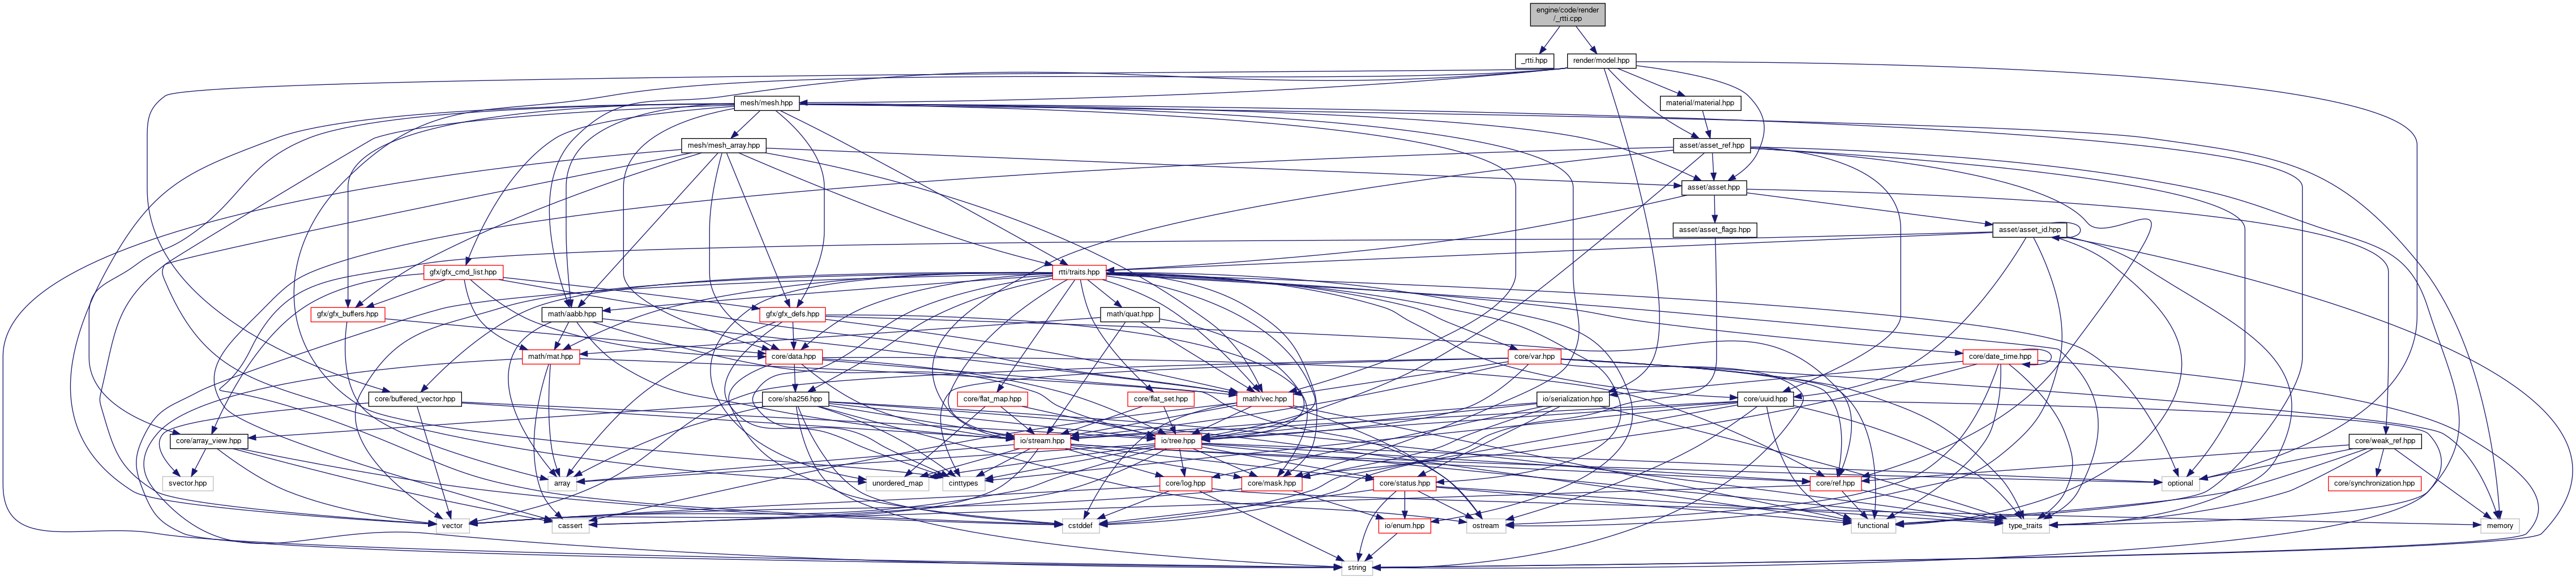 engine/code/render
/_rtti.cpp
_rtti.hpp
render/model.hpp
mesh/mesh.hpp
material/material.hpp
mesh/mesh_array.hpp
asset/asset_ref.hpp
asset/asset.hpp
asset/asset_flags.hpp
asset/asset_id.hpp
gfx/gfx_cmd_list.hpp
rtti/traits.hpp
gfx/gfx_buffers.hpp
math/aabb.hpp
gfx/gfx_defs.hpp
math/quat.hpp
math/mat.hpp
core/data.hpp
core/var.hpp
core/date_time.hpp
core/buffered_vector.hpp
core/sha256.hpp
core/flat_map.hpp
core/flat_set.hpp
math/vec.hpp
io/serialization.hpp
core/uuid.hpp
core/array_view.hpp
io/stream.hpp
io/tree.hpp
core/weak_ref.hpp
svector.hpp
array
unordered_map
cinttypes
core/log.hpp
core/mask.hpp
core/status.hpp
core/ref.hpp
optional
core/synchronization.hpp
vector
cassert
cstddef
io/enum.hpp
ostream
functional
type_traits
memory
string